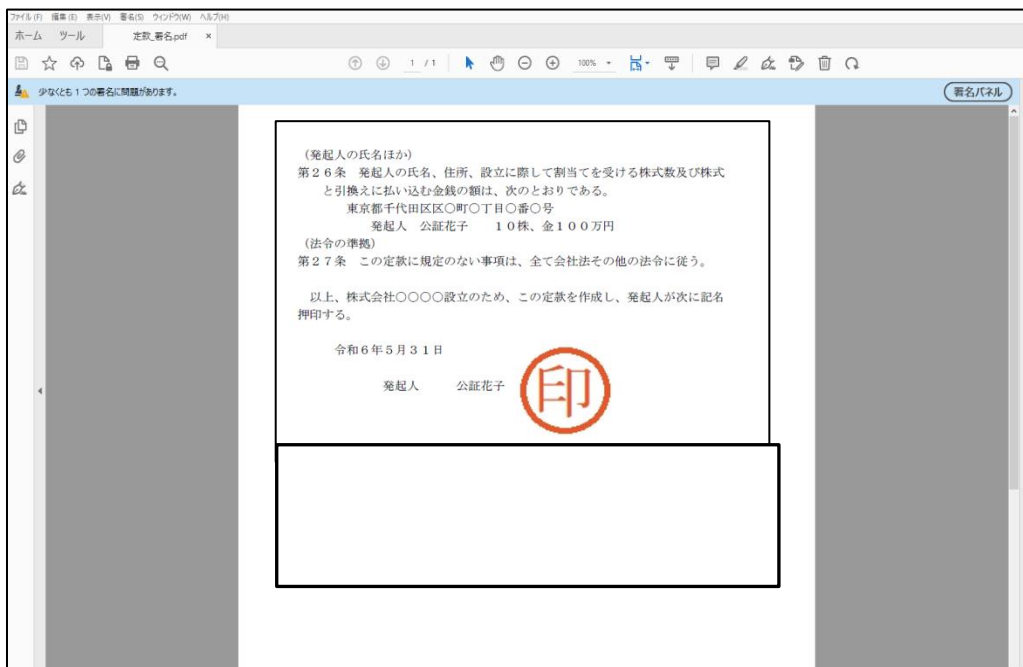 ファイル(F) 編集(E) 表示(V) 署名(S) ウィンドウ(W) ヘルプ(H)
ホーム ツール 定款_署名.pdf ×
1 / 1 100%
少なくとも 1 つの署名に問題があります。 署名パネル
（発起人の氏名ほか）
第２６条 発起人の氏名、住所、設立に際して割当てを受ける株式数及び株式
と引換えに払い込む金銭の額は、次のとおりである。
東京都千代田区区〇町〇丁目〇番〇号
発起人 公証花子 １０株、金１００万円
（法令の準拠）
第２７条 この定款に規定のない事項は、全て会社法その他の法令に従う。
以上、株式会社〇〇〇〇設立のため、この定款を作成し、発起人が次に記名
押印する。
令和６年５月３１日
発起人 公証花子 印